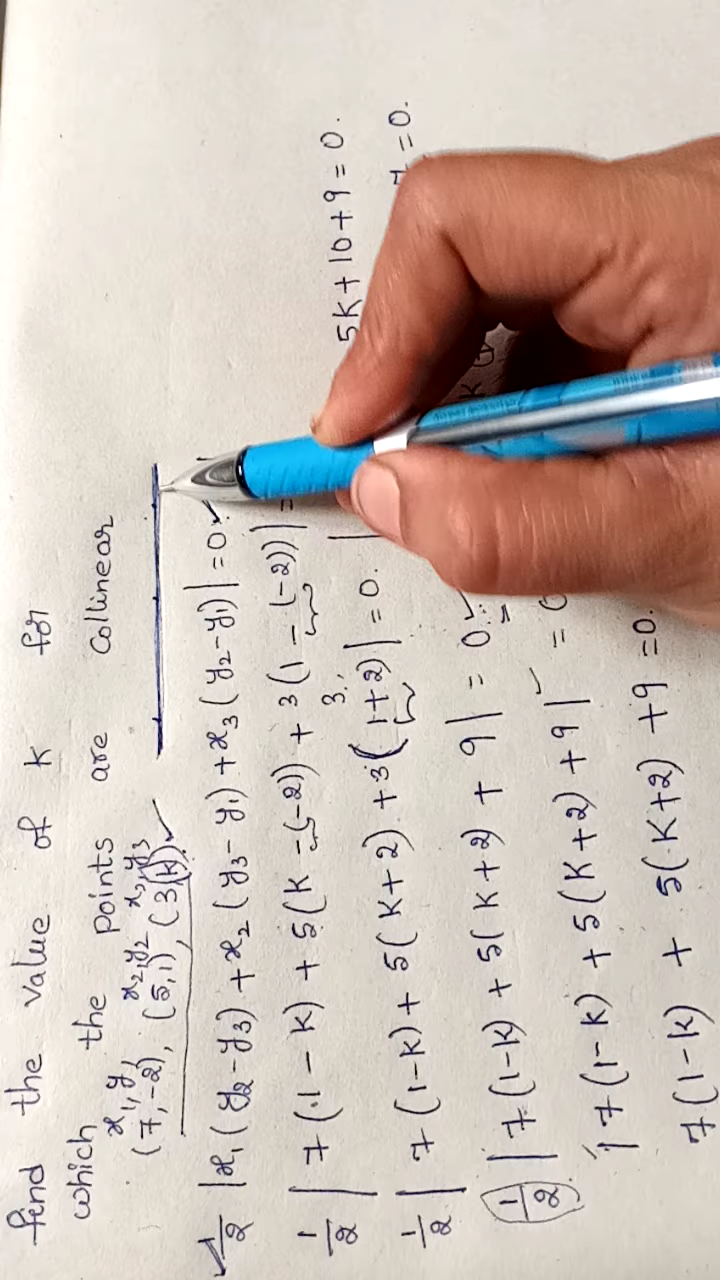 find the value of K for
which the points are collinear
x₁, y₁ x₂, y₂ x₃ y₃
(7, -2), (5, 1), (3, k)
1/2 |x₁(y₂-y₃) + x₂(y₃-y₁) + x₃(y₂-y₁)| = 0
1/2 | 7(1-K) + 5(K-(-2)) + 3(1-(-2))| =
3
1/2 | 7(1-K) + 5(K+2) + 3(1+2)| = 0.
1/2 | 7(1-K) + 5(K+2) + 9| = 0
|7(1-K) + 5(K+2) + 9| =
7(1-K) + 5(K+2) + 9 = 0.
5K + 10 + 9 = 0.
= 0.